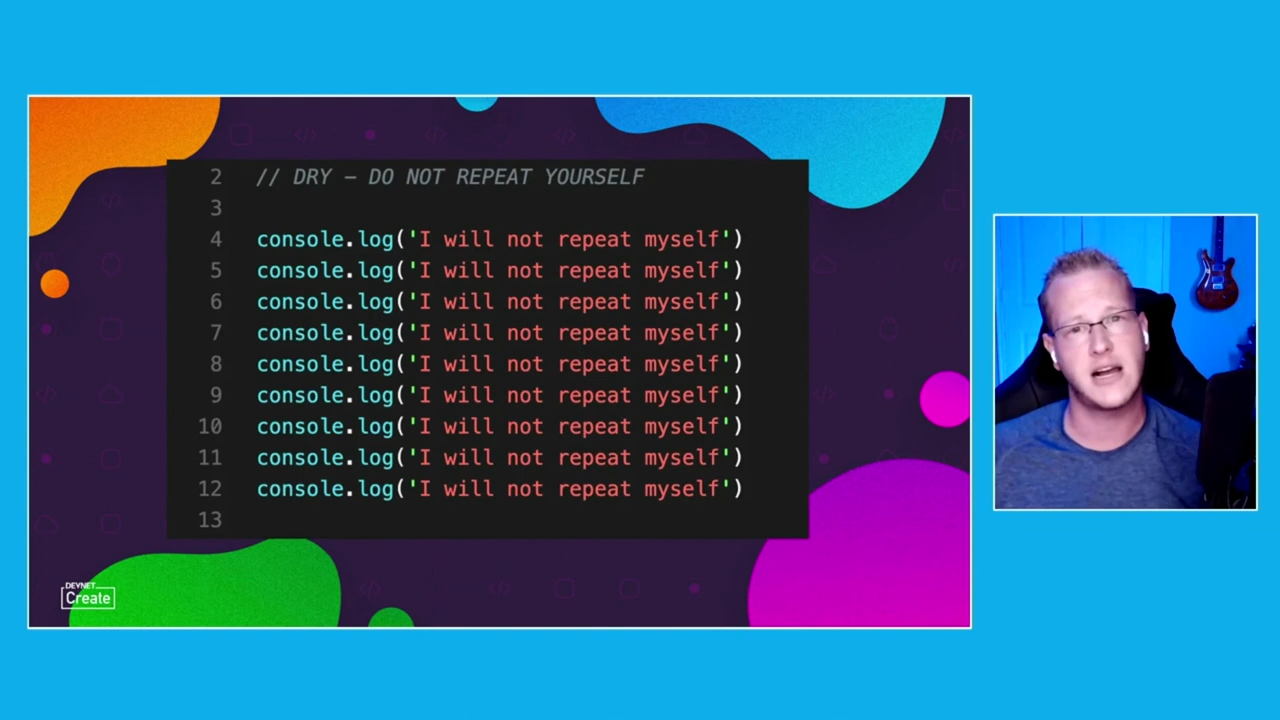 2 // DRY – DO NOT REPEAT YOURSELF
3
4 console.log('I will not repeat myself')
5 console.log('I will not repeat myself')
6 console.log('I will not repeat myself')
7 console.log('I will not repeat myself')
8 console.log('I will not repeat myself')
9 console.log('I will not repeat myself')
10 console.log('I will not repeat myself')
11 console.log('I will not repeat myself')
12 console.log('I will not repeat myself')
13
DEVNET
Create